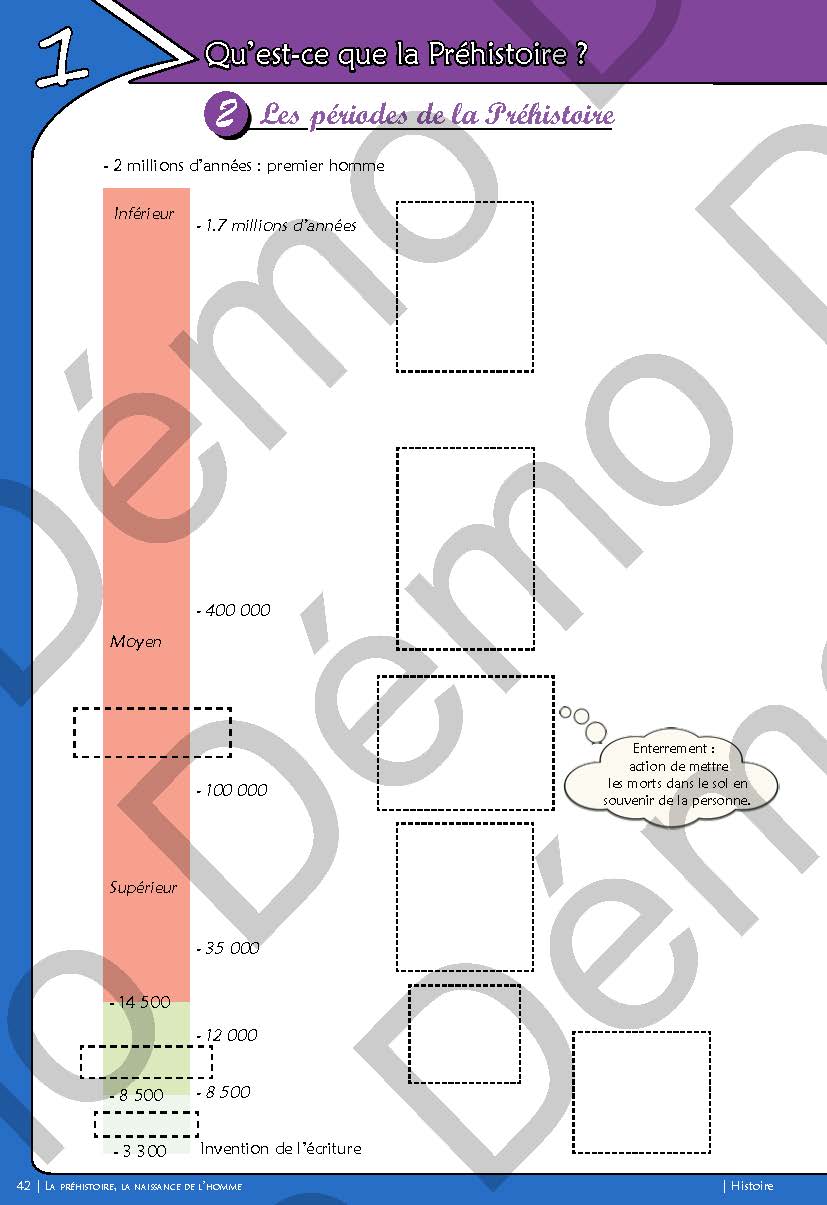 1
Qu'est-ce que la Préhistoire ?
2 Les périodes de la Préhistoire
- 2 millions d'années : premier homme
Inférieur
- 1.7 millions d'années
- 400 000
Moyen
Enterrement :
action de mettre
les morts dans le sol en
souvenir de la personne.
- 100 000
Supérieur
- 35 000
- 14 500
- 12 000
- 8 500
- 8 500
- 3 300
Invention de l'écriture
42 | La préhistoire, la naissance de l'homme
| Histoire
Démo
Démo
Démo